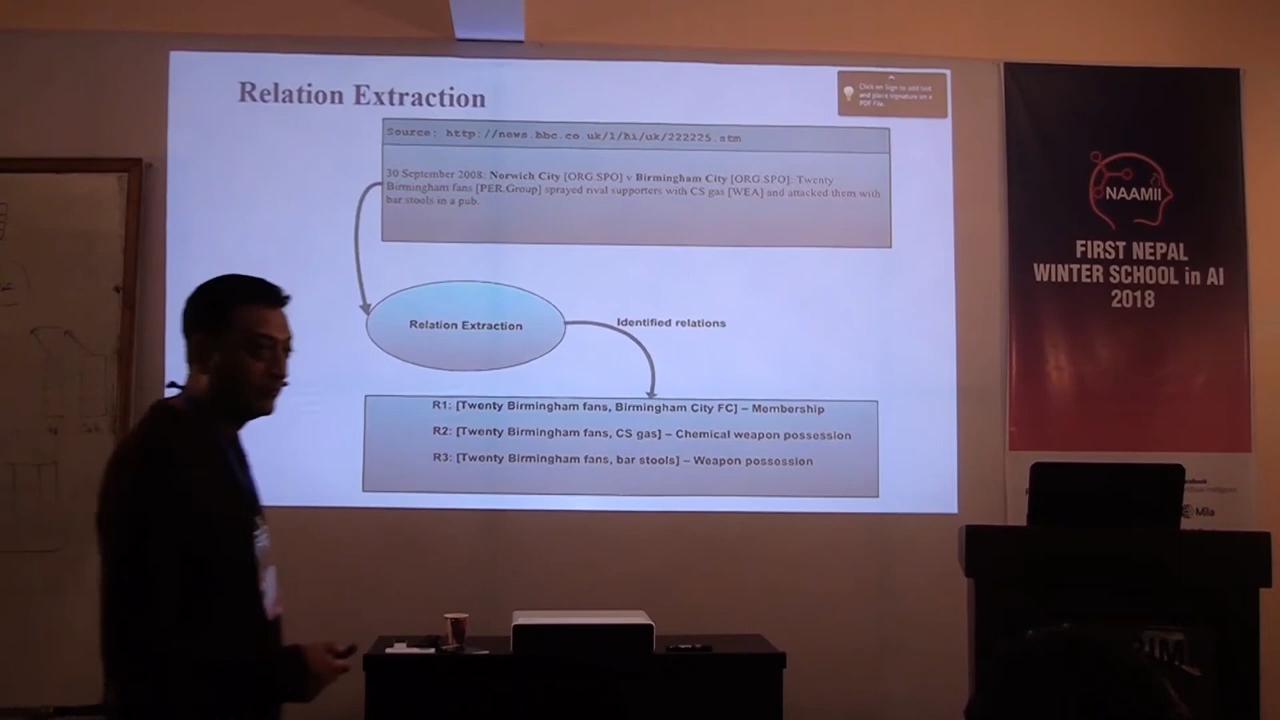 Relation Extraction
Click on Sign to add text
and place signature on a
PDF File.
Source: http://news.bbc.co.uk/1/hi/uk/222225.stm
30 September 2008: Norwich City [ORG.SPO] v Birmingham City [ORG.SPO]: Twenty
Birmingham fans [PER.Group] sprayed rival supporters with CS gas [WEA] and attacked them with
bar stools in a pub.
Relation Extraction
Identified relations
R1: [Twenty Birmingham fans, Birmingham City FC] – Membership
R2: [Twenty Birmingham fans, CS gas] – Chemical weapon possession
R3: [Twenty Birmingham fans, bar stools] – Weapon possession
NAAMII
FIRST NEPAL
WINTER SCHOOL in AI
2018
Mila